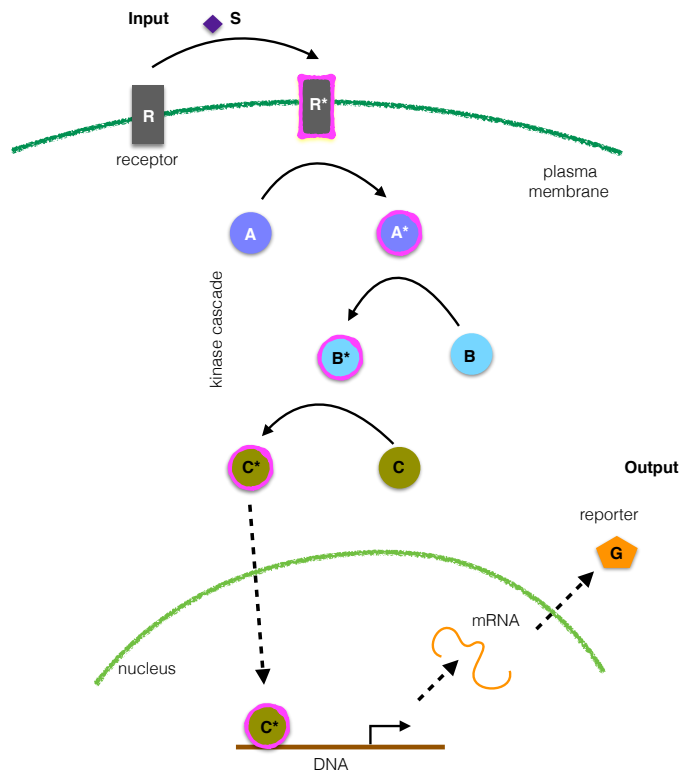 Input
S
R
R*
receptor
plasma
membrane
A
A*
kinase cascade
B*
B
C*
C
Output
reporter
G
mRNA
nucleus
C*
DNA